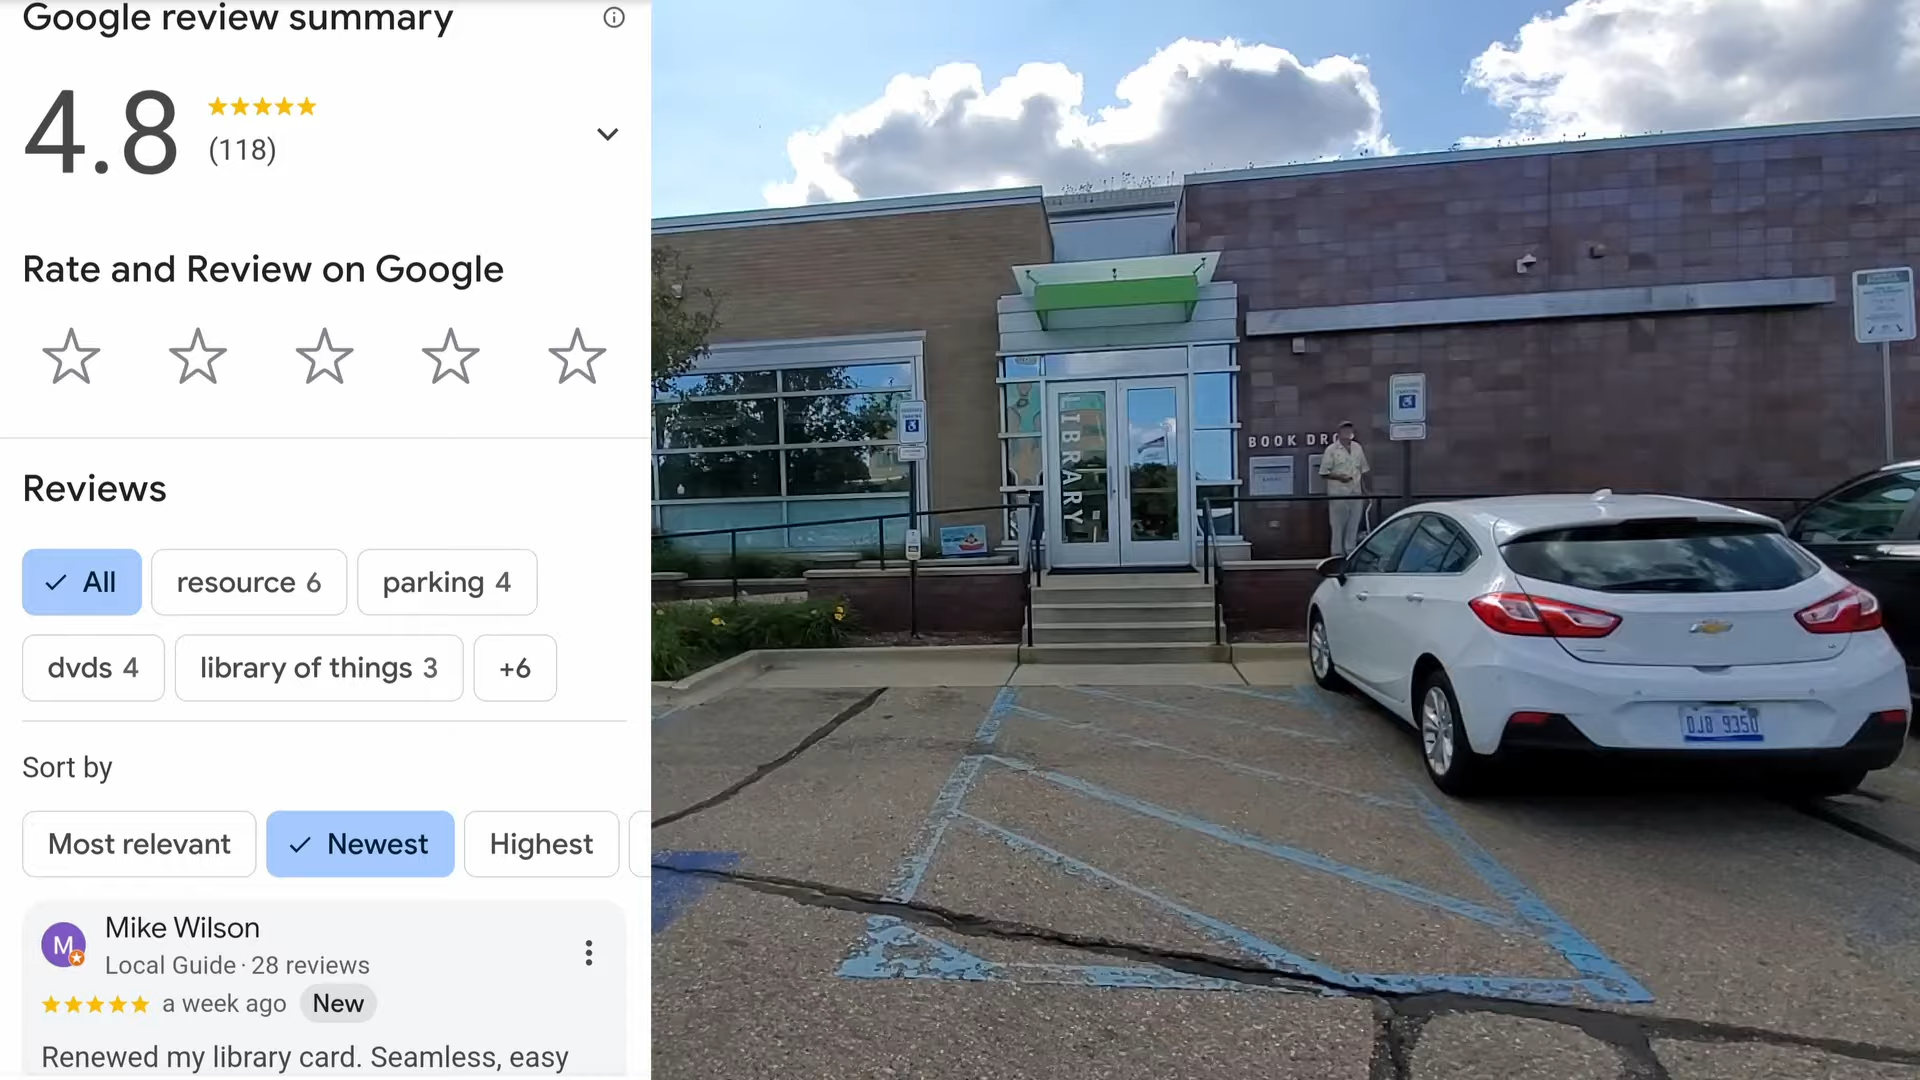 Google review summary
4.8
(118)
Rate and Review on Google
Reviews
All
resource 6
parking 4
dvds 4
library of things 3
+6
Sort by
Most relevant
Newest
Highest
M
Mike Wilson
Local Guide · 28 reviews
a week ago
New
Renewed my library card. Seamless, easy
LIBRARY
BOOK DRO
DJB 9350